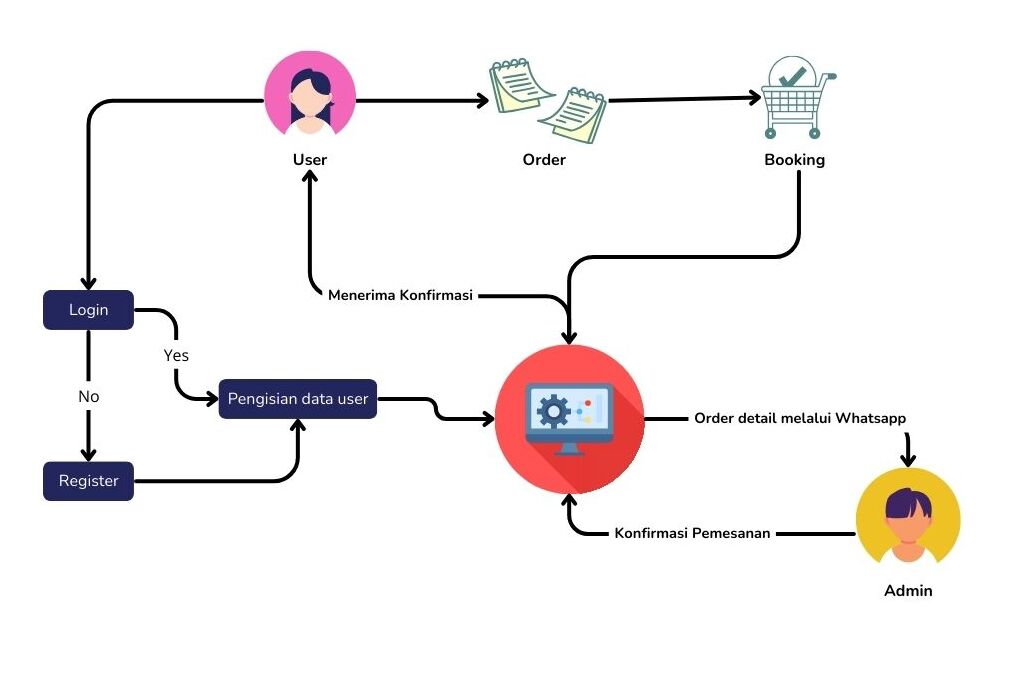 User
Order
Booking
Menerima Konfirmasi
Login
Yes
No
Pengisian data user
Order detail melalui Whatsapp
Register
Konfirmasi Pemesanan
Admin